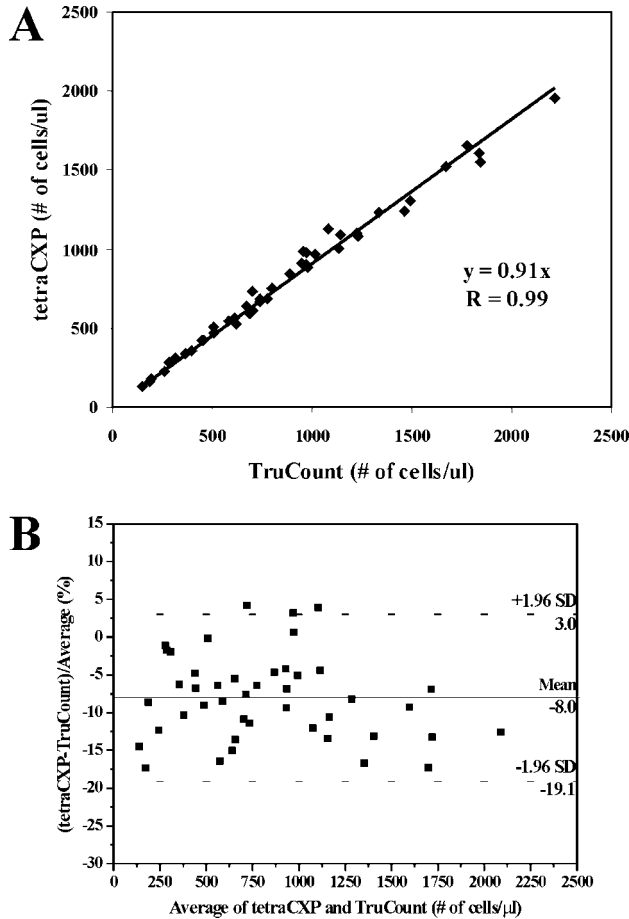 A
2500
2000
1500
1000
500
0
tetraCXP (# of cells/ul)
y = 0.91x
R = 0.99
0 500 1000 1500 2000 2500
TruCount (# of cells/ul)
B
15
10
5
0
-5
-10
-15
-20
-25
-30
(tetraCXP-TruCount)/Average (%)
+1.96 SD
3.0
Mean
-8.0
-1.96 SD
-19.1
0 250 500 750 1000 1250 1500 1750 2000 2250 2500
Average of tetraCXP and TruCount (# of cells/μl)